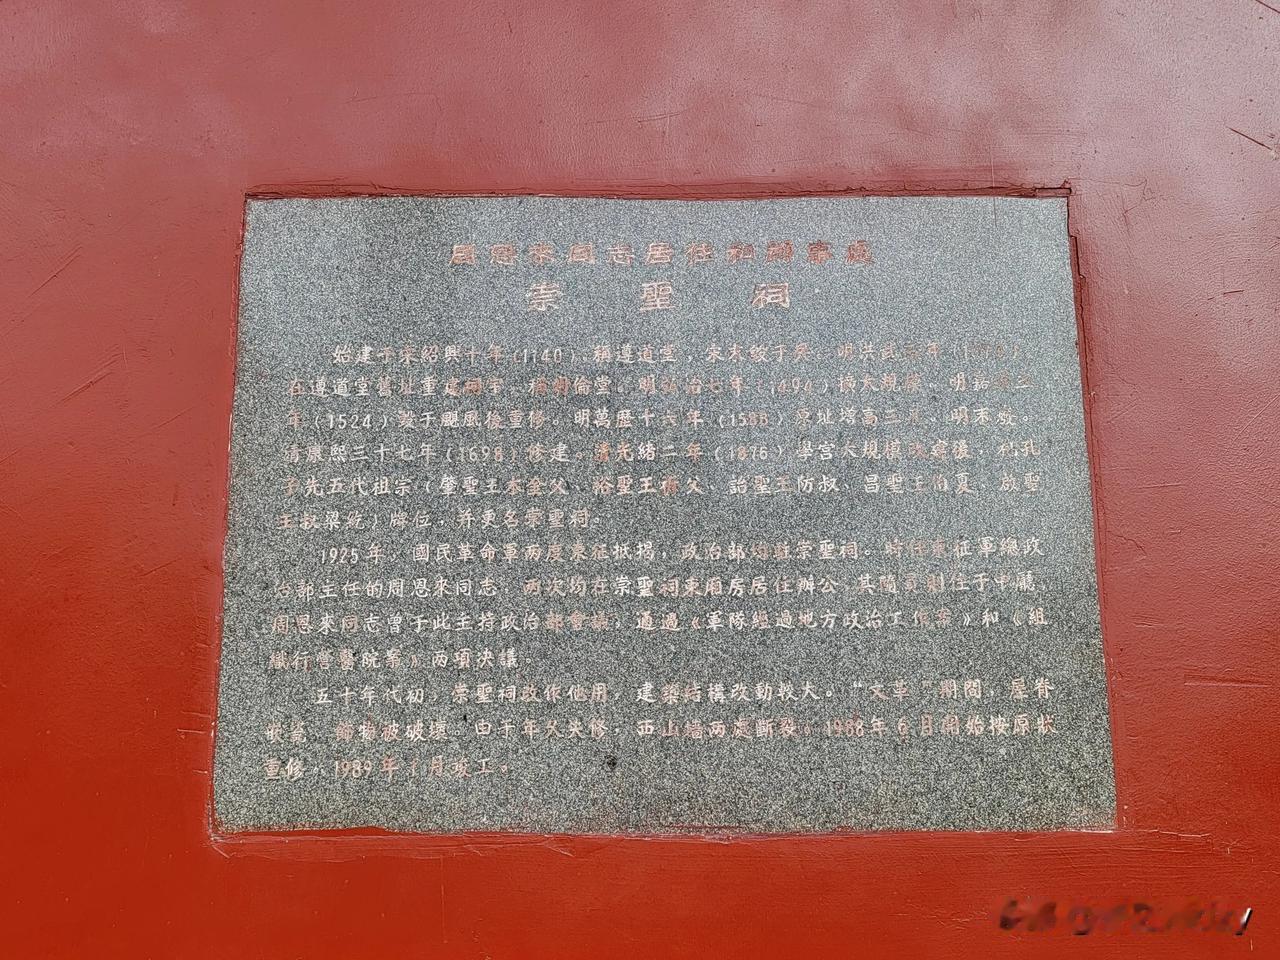 周恩來同志居住和辦事處
崇聖祠
始建于宋紹興十年(1140),稱遵道堂,宋末毀于兵。明洪武
在遵道堂舊址重建祠宇,稱明倫堂。明弘治七年(1494)擴大規模。明嘉靖三
年(1524)毀于颶風後重修。明萬歷十六年(1588)原址增高三尺。明末燬。
清康熙三十七年(1698)修建。清光緒二年(1876)學宮大規模改 後,祀孔
子先五代祖宗(肇聖王木金父、裕聖王祈父、詒聖王防叔、昌聖王伯夏、啟聖
王叔梁紇)牌位,并更名崇聖祠。
1925年,國民革命軍兩度東征抵揭,政治部均駐崇聖祠。時任東征軍總政
治部主任的周恩來同志,兩次均在崇聖祠東廂房居住辦公,其隨員則住于中廳。
周恩來同志曾于此主持政治部會議,通過《軍隊經過地方政治工作案》和《組
織行營醫院案》兩項決議。
五十年代初,崇聖祠改作他用,建築結構改動較大。“文革”期間,屋脊
嵌瓷、飾物被破壞。由于年久失修,西山墻兩處斷裂。1988年6月開始按原狀
重修。1989年 月竣工。